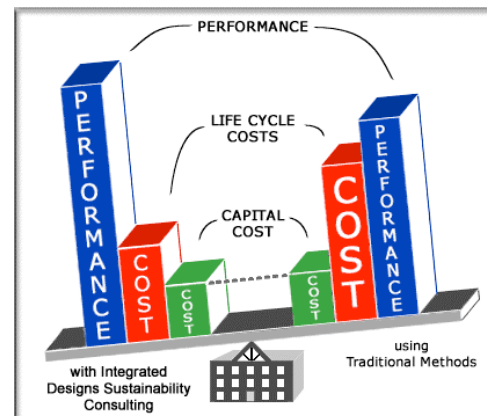 PERFORMANCE
LIFE CYCLE
COSTS
CAPITAL
COST
PERFORMANCE
COST
COST
COST
COST
PERFORMANCE
with Integrated
Designs Sustainability
Consulting
using
Traditional Methods